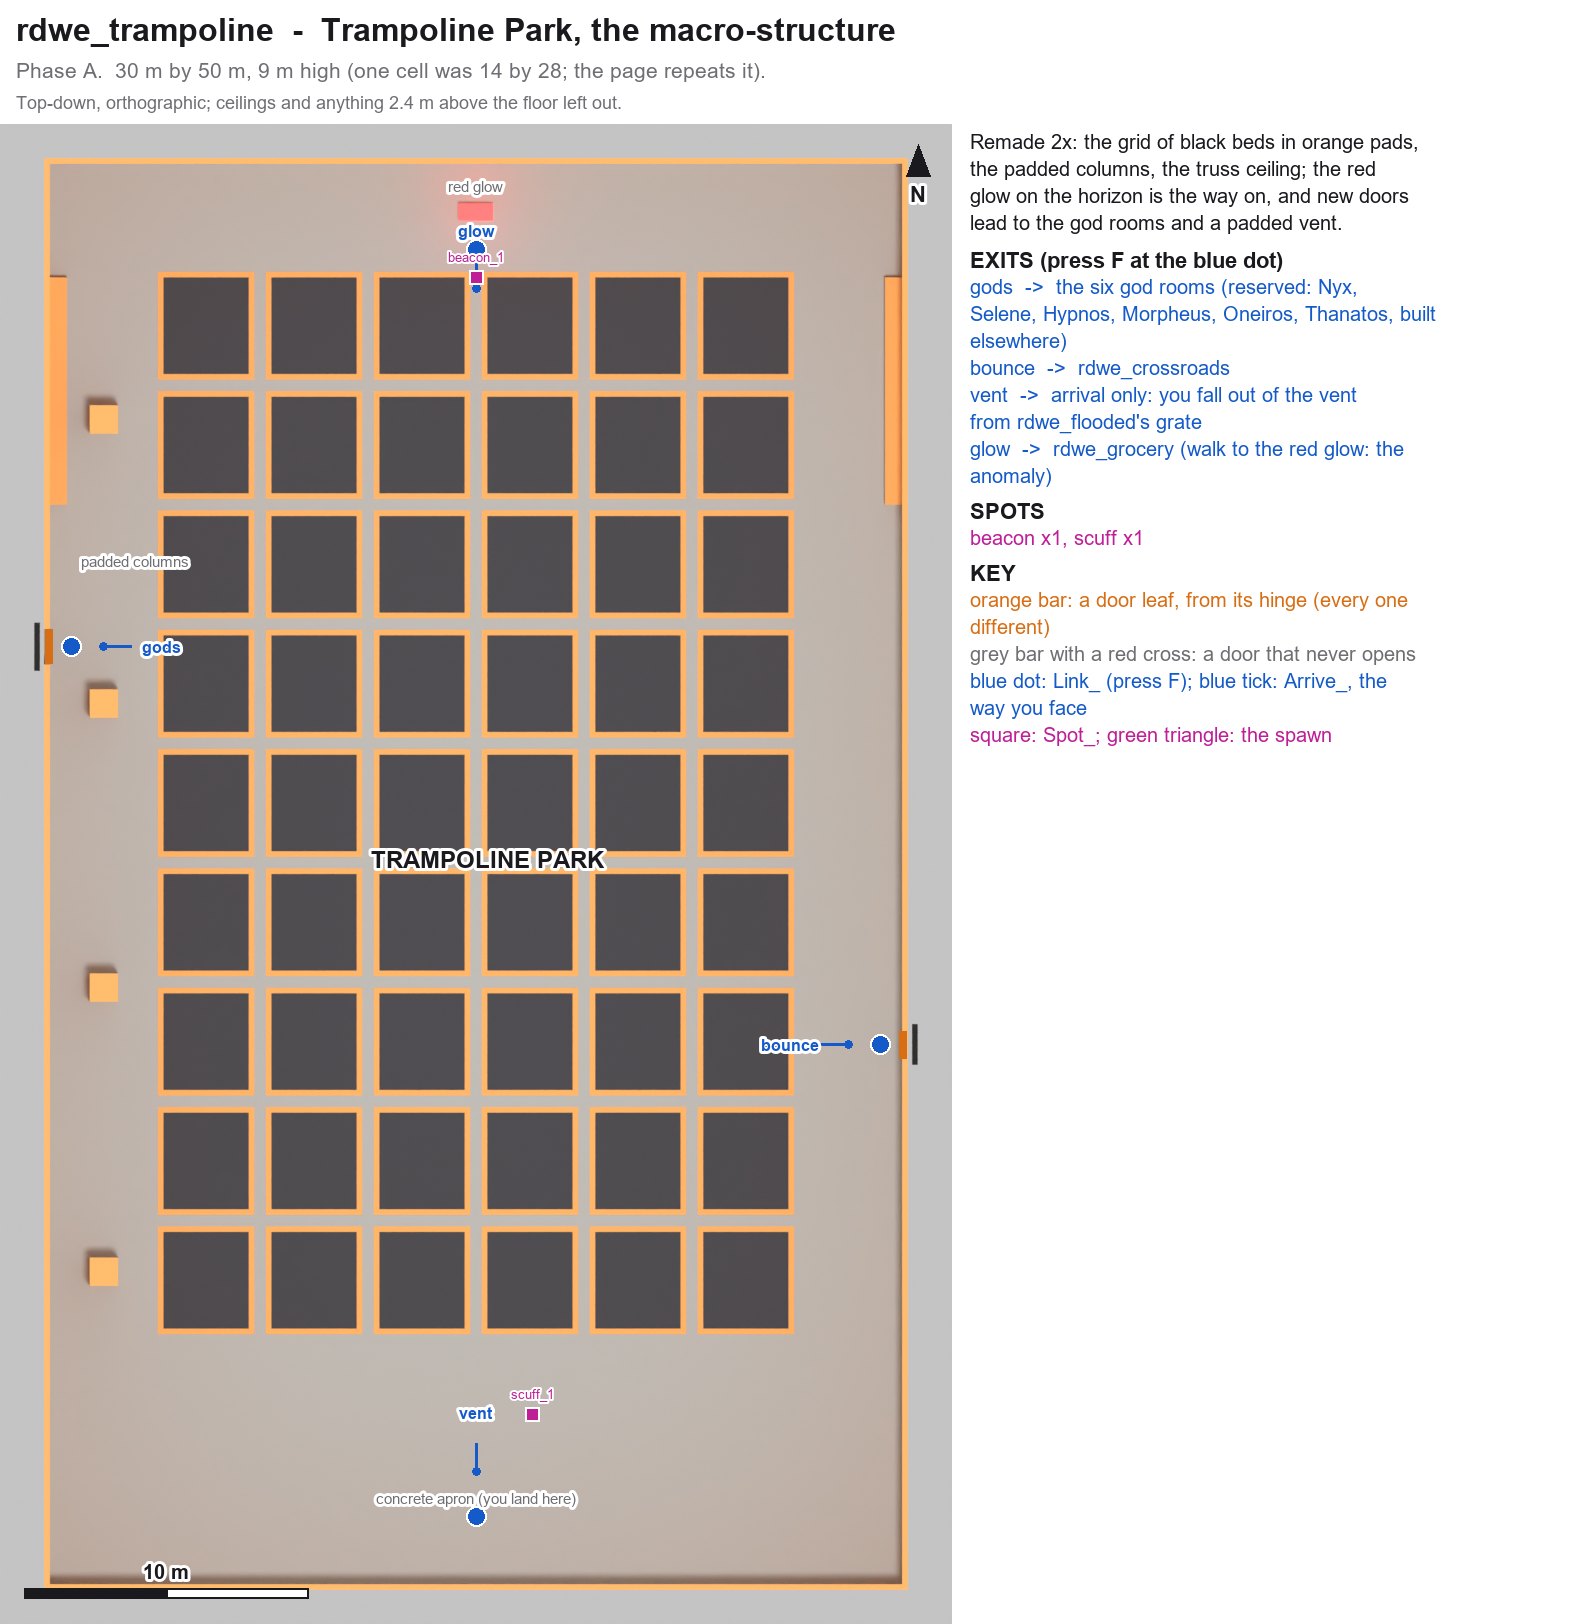 rdwe_trampoline - Trampoline Park, the macro-structure
Phase A. 30 m by 50 m, 9 m high (one cell was 14 by 28; the page repeats it).
Top-down, orthographic; ceilings and anything 2.4 m above the floor left out.
red glow
glow
beacon_1
N
padded columns
gods
TRAMPOLINE PARK
bounce
scuff_1
vent
concrete apron (you land here)
10 m
Remade 2x: the grid of black beds in orange pads,
the padded columns, the truss ceiling; the red
glow on the horizon is the way on, and new doors
lead to the god rooms and a padded vent.
EXITS (press F at the blue dot)
gods -> the six god rooms (reserved: Nyx,
Selene, Hypnos, Morpheus, Oneiros, Thanatos, built
elsewhere)
bounce -> rdwe_crossroads
vent -> arrival only: you fall out of the vent
from rdwe_flooded's grate
glow -> rdwe_grocery (walk to the red glow: the
anomaly)
SPOTS
beacon x1, scuff x1
KEY
orange bar: a door leaf, from its hinge (every one
different)
grey bar with a red cross: a door that never opens
blue dot: Link_ (press F); blue tick: Arrive_, the
way you face
square: Spot_; green triangle: the spawn